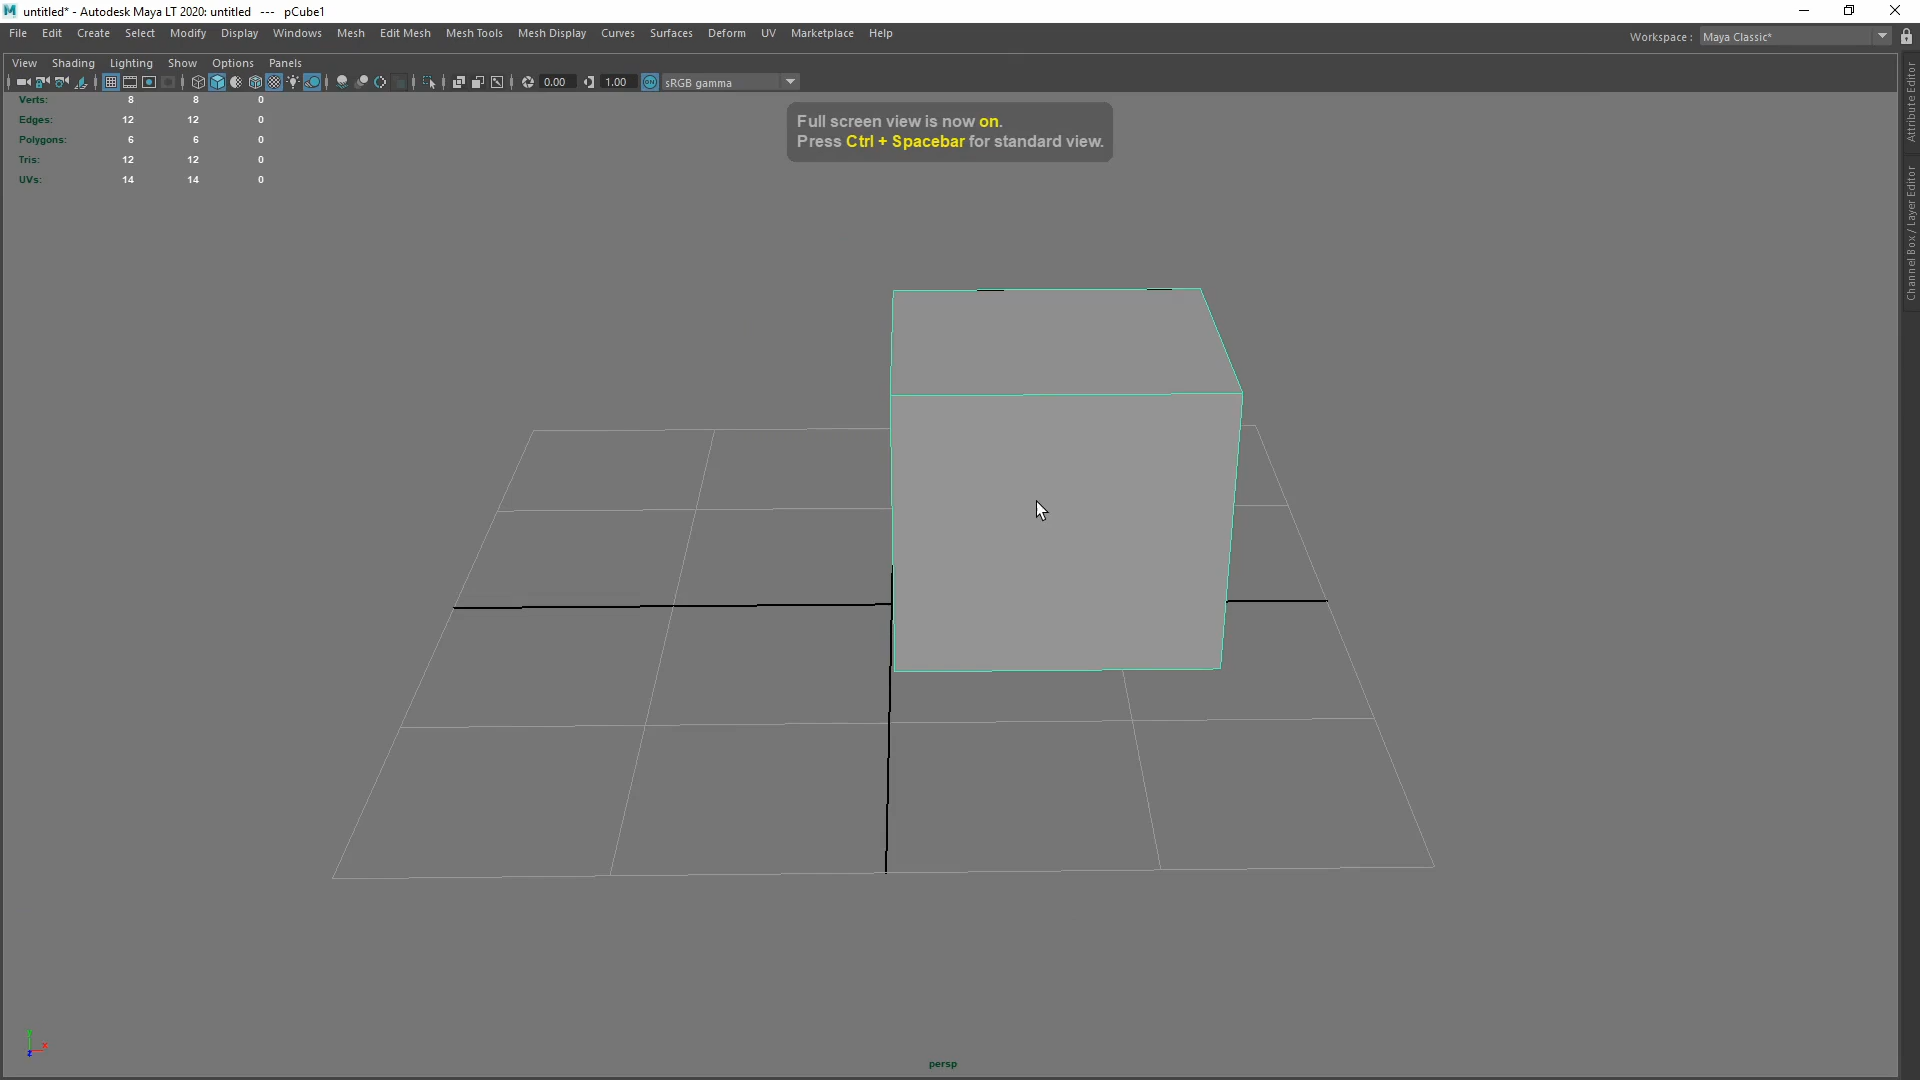 untitled* - Autodesk Maya LT 2020: untitled --- pCube1
File Edit Create Select Modify Display Windows Mesh Edit Mesh Mesh Tools Mesh Display Curves Surfaces Deform UV Marketplace Help
Workspace : Maya Classic*
View Shading Lighting Show Options Panels
0.00 1.00 ON sRGB gamma
Verts: 8 8 0
Edges: 12 12 0
Polygons: 6 6 0
Tris: 12 12 0
UVs: 14 14 0
Full screen view is now on.
Press Ctrl + Spacebar for standard view.
Attribute Editor
Channel Box / Layer Editor
y
x
z
persp